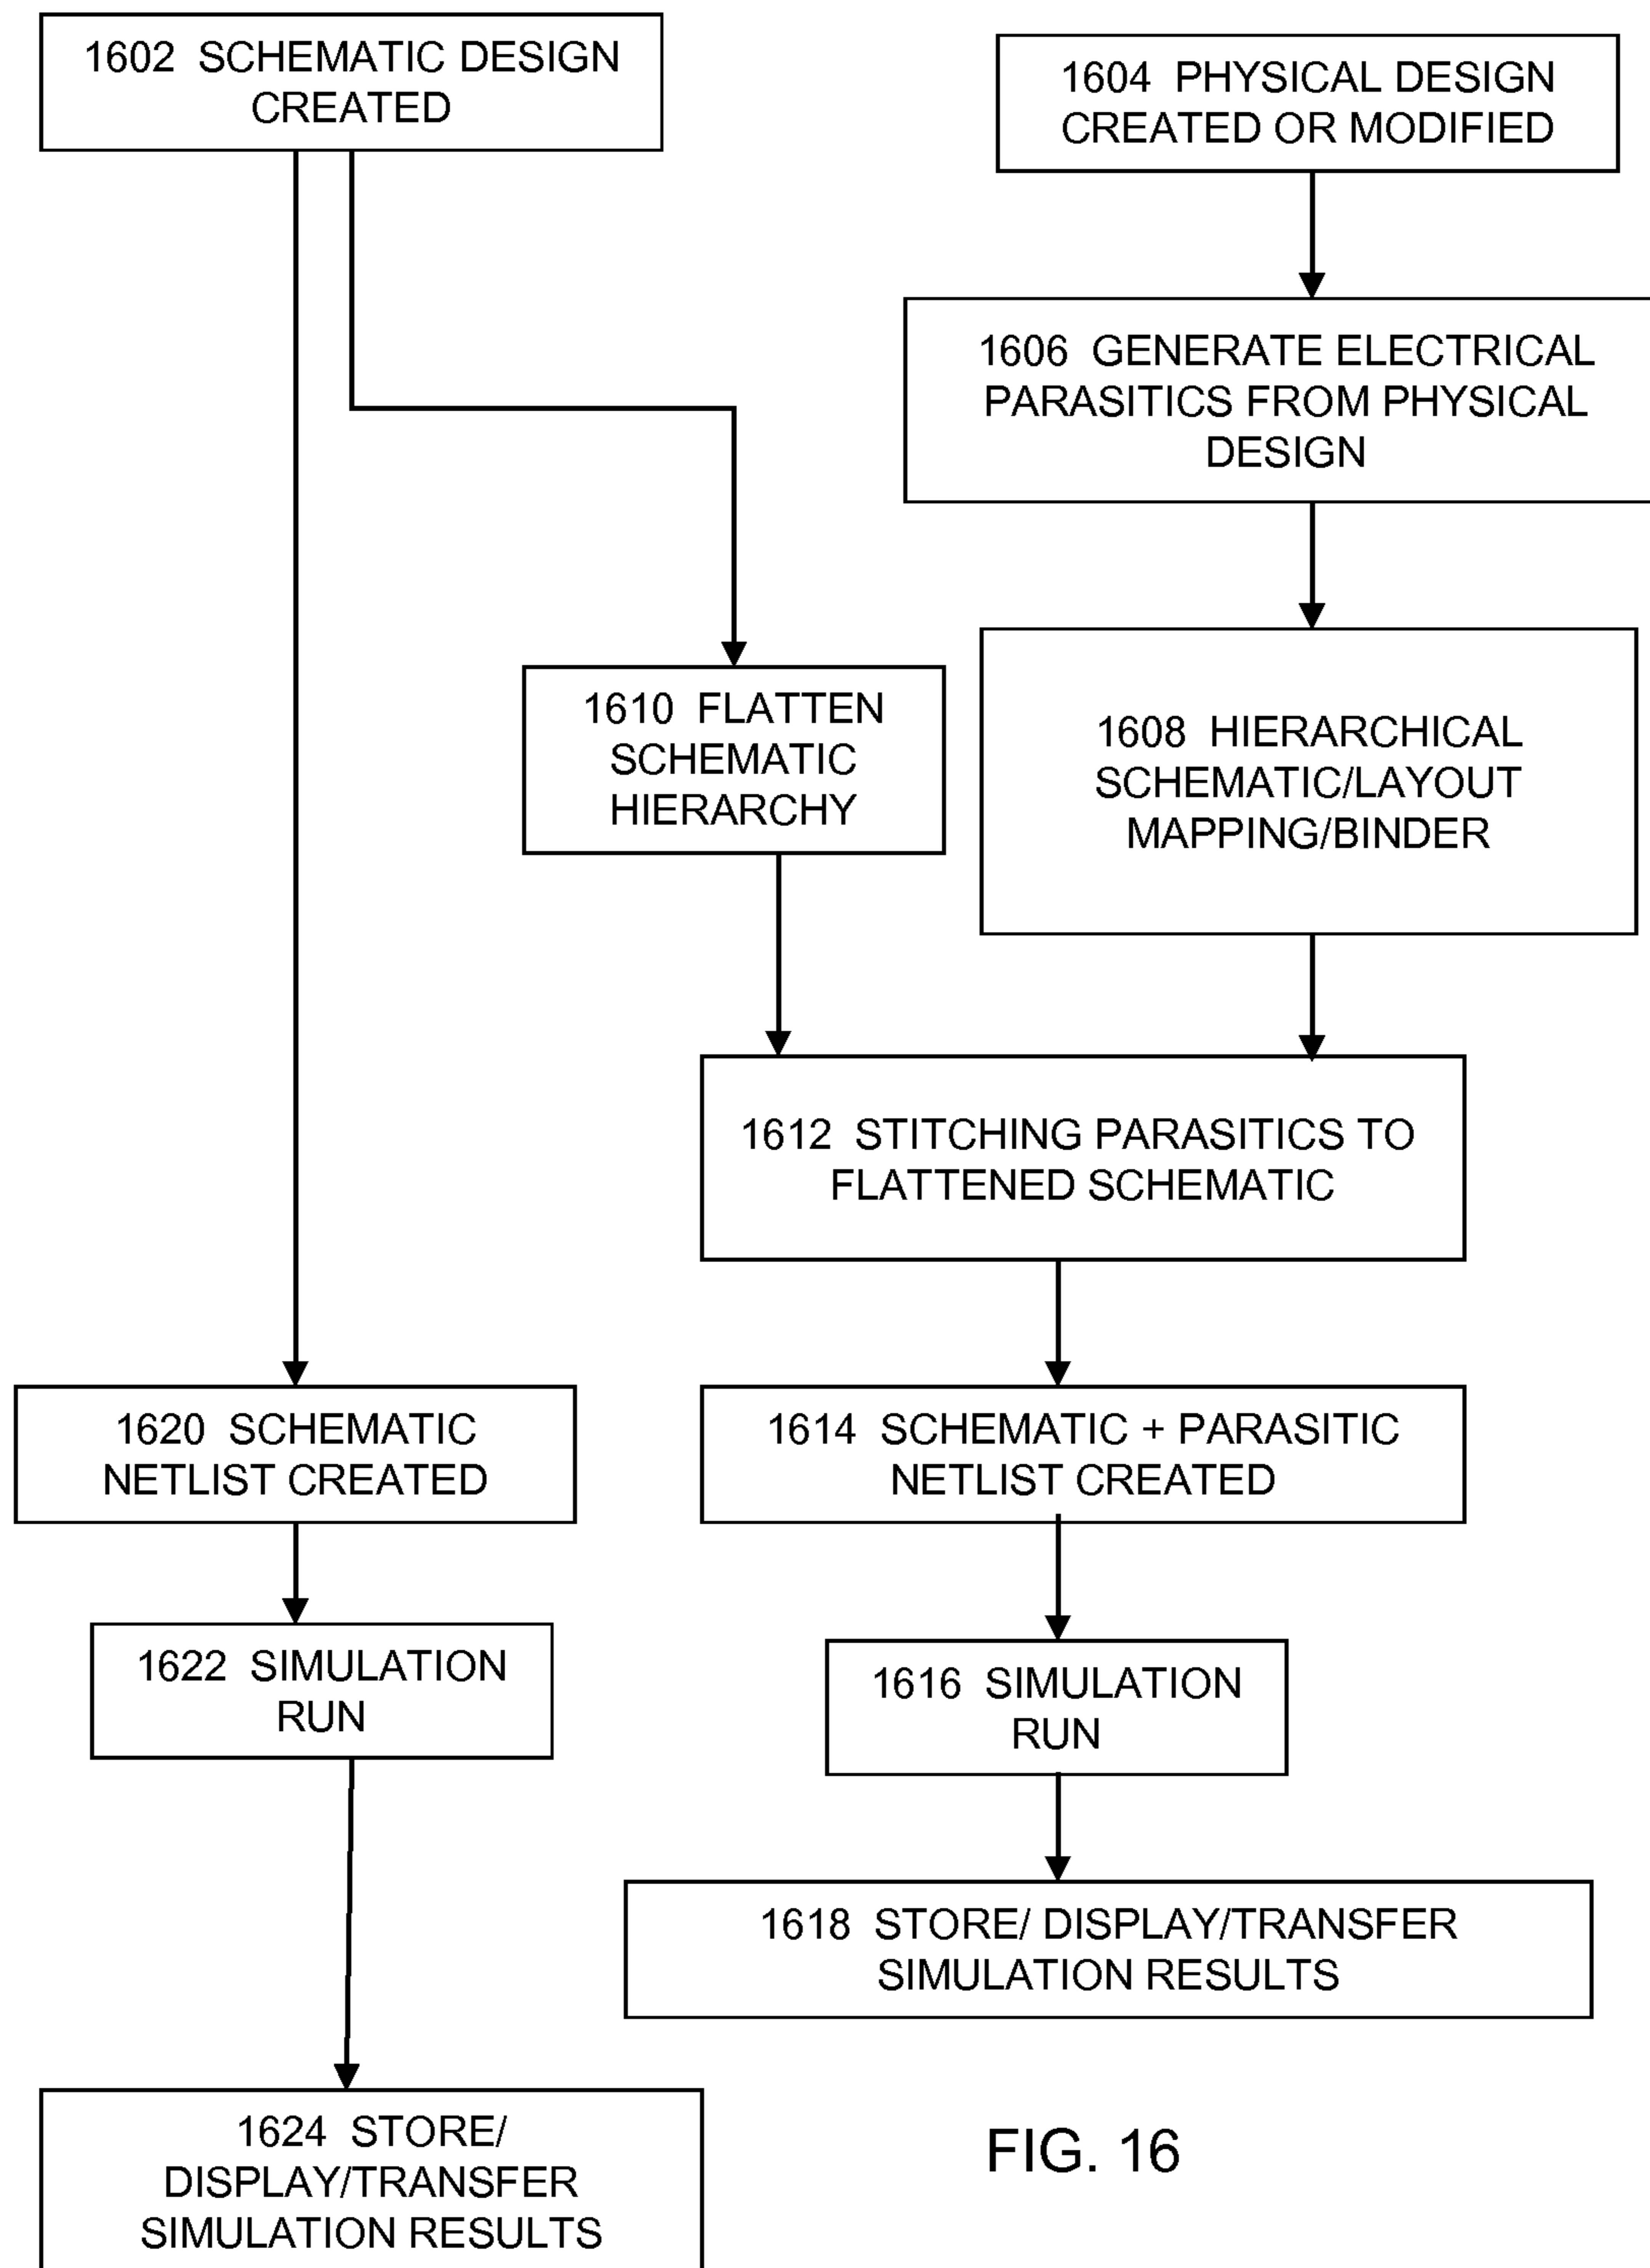 1602 SCHEMATIC DESIGN
CREATED
1604 PHYSICAL DESIGN
CREATED OR MODIFIED
1606 GENERATE ELECTRICAL
PARASITICS FROM PHYSICAL
DESIGN
1610 FLATTEN
SCHEMATIC
HIERARCHY
1608 HIERARCHICAL
SCHEMATIC/LAYOUT
MAPPING/BINDER
1612 STITCHING PARASITICS TO
FLATTENED SCHEMATIC
1620 SCHEMATIC
NETLIST CREATED
1614 SCHEMATIC + PARASITIC
NETLIST CREATED
1622 SIMULATION
RUN
1616 SIMULATION
RUN
1618 STORE/ DISPLAY/TRANSFER
SIMULATION RESULTS
1624 STORE/
DISPLAY/TRANSFER
SIMULATION RESULTS
FIG. 16